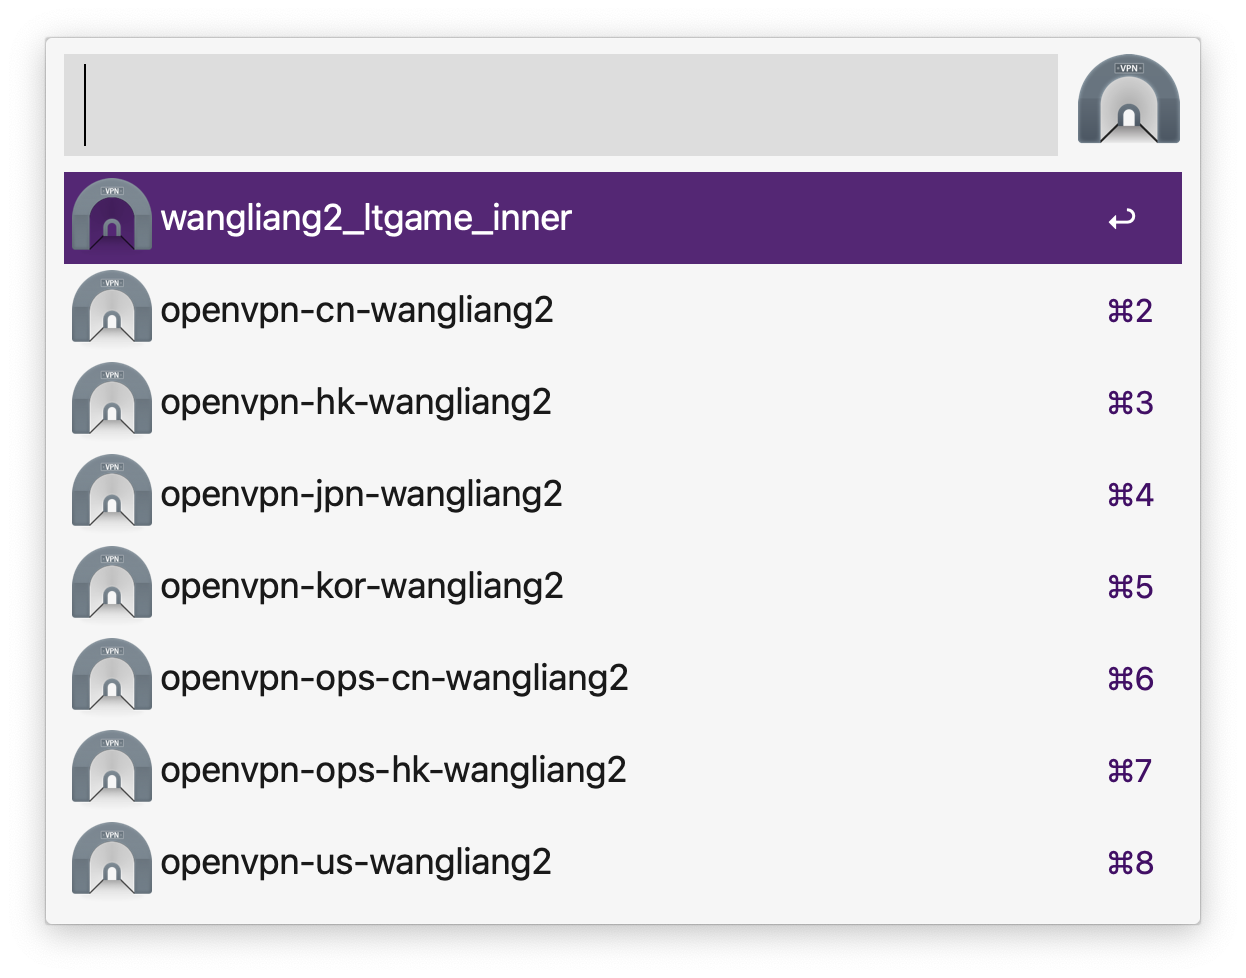 VPN
VPN wangliang2_ltgame_inner ↩
VPN openvpn-cn-wangliang2 ⌘2
VPN openvpn-hk-wangliang2 ⌘3
VPN openvpn-jpn-wangliang2 ⌘4
VPN openvpn-kor-wangliang2 ⌘5
VPN openvpn-ops-cn-wangliang2 ⌘6
VPN openvpn-ops-hk-wangliang2 ⌘7
VPN openvpn-us-wangliang2 ⌘8